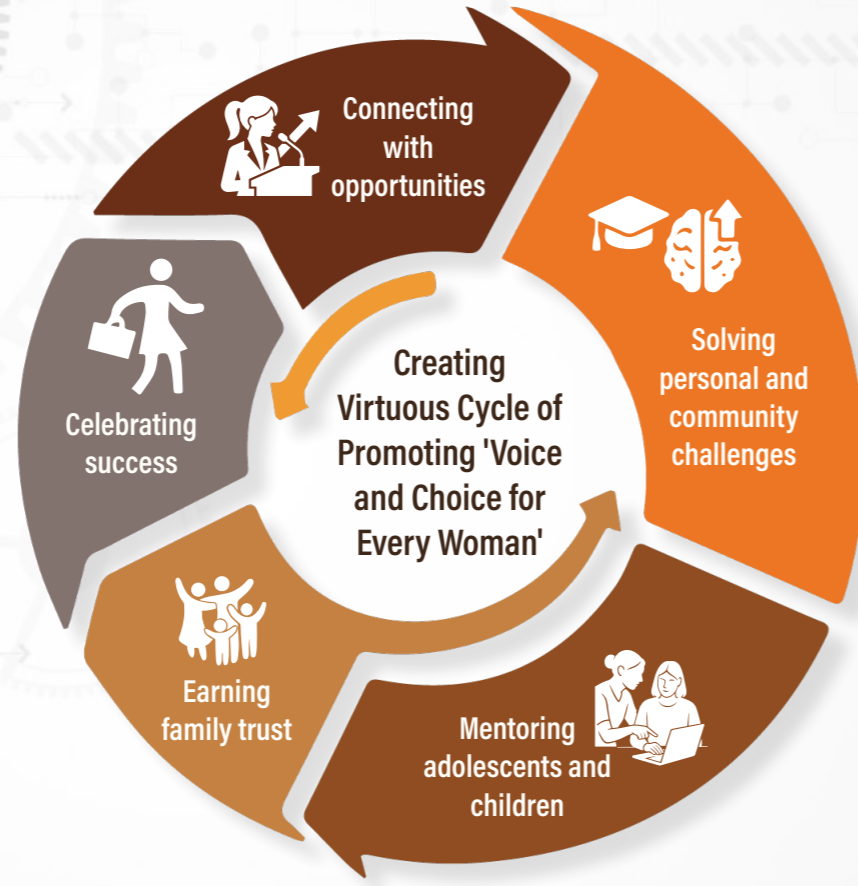 Connecting
with
opportunities
Solving
personal and
community
challenges
Mentoring
adolescents and
children
Earning
family trust
Celebrating
success
Creating
Virtuous Cycle of
Promoting 'Voice
and Choice for
Every Woman'